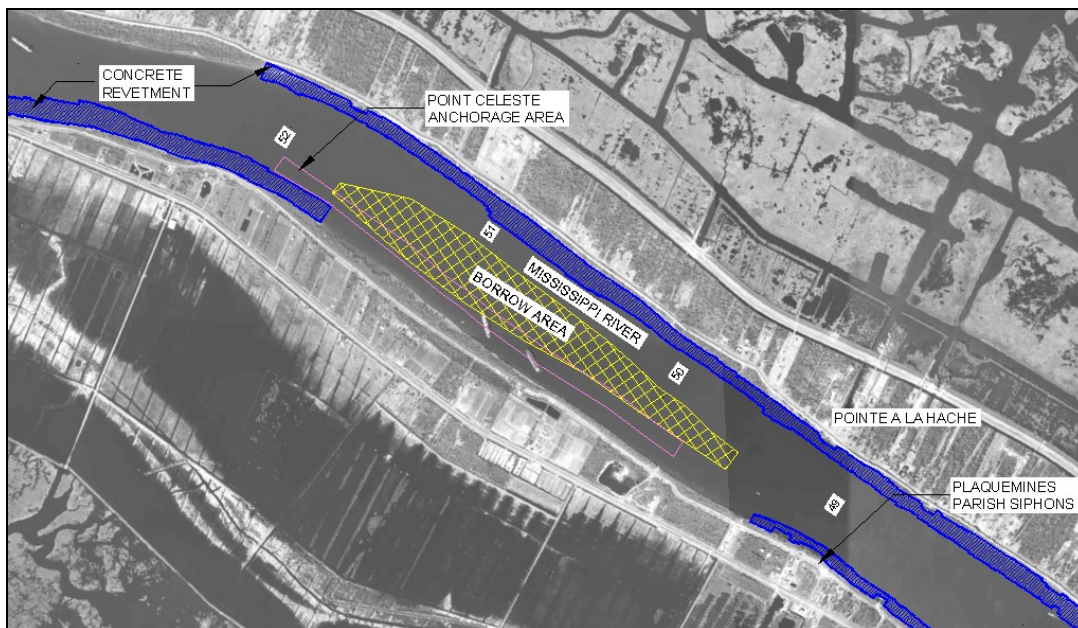 CONCRETE
REVETMENT
POINT CELESTE
ANCHORAGE AREA
52
51
MISSISSIPPI RIVER
BORROW AREA
50
POINTE A LA HACHE
PLAQUEMINES
PARISH SIPHONS
49